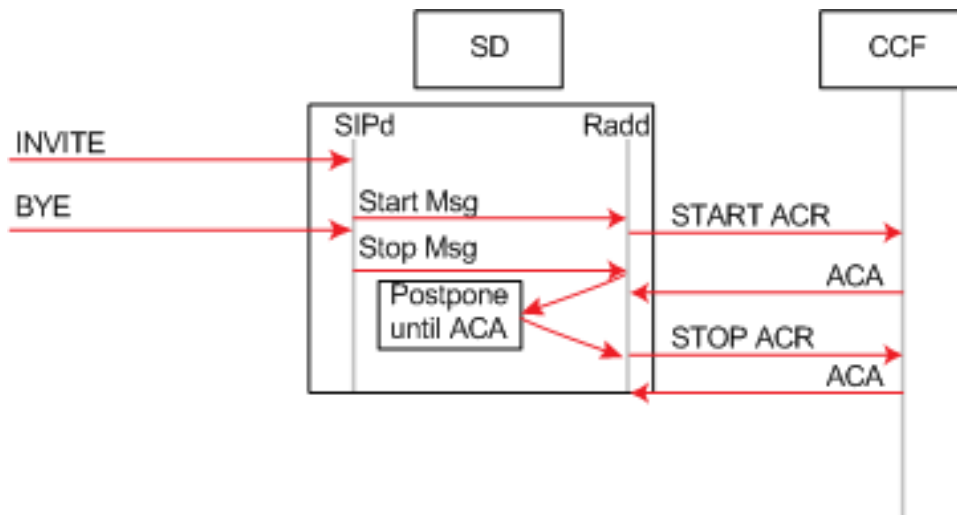 SD
CCF
SIPd
Radd
INVITE
Start Msg
BYE
START ACR
Stop Msg
ACA
Postpone
until ACA
STOP ACR
ACA